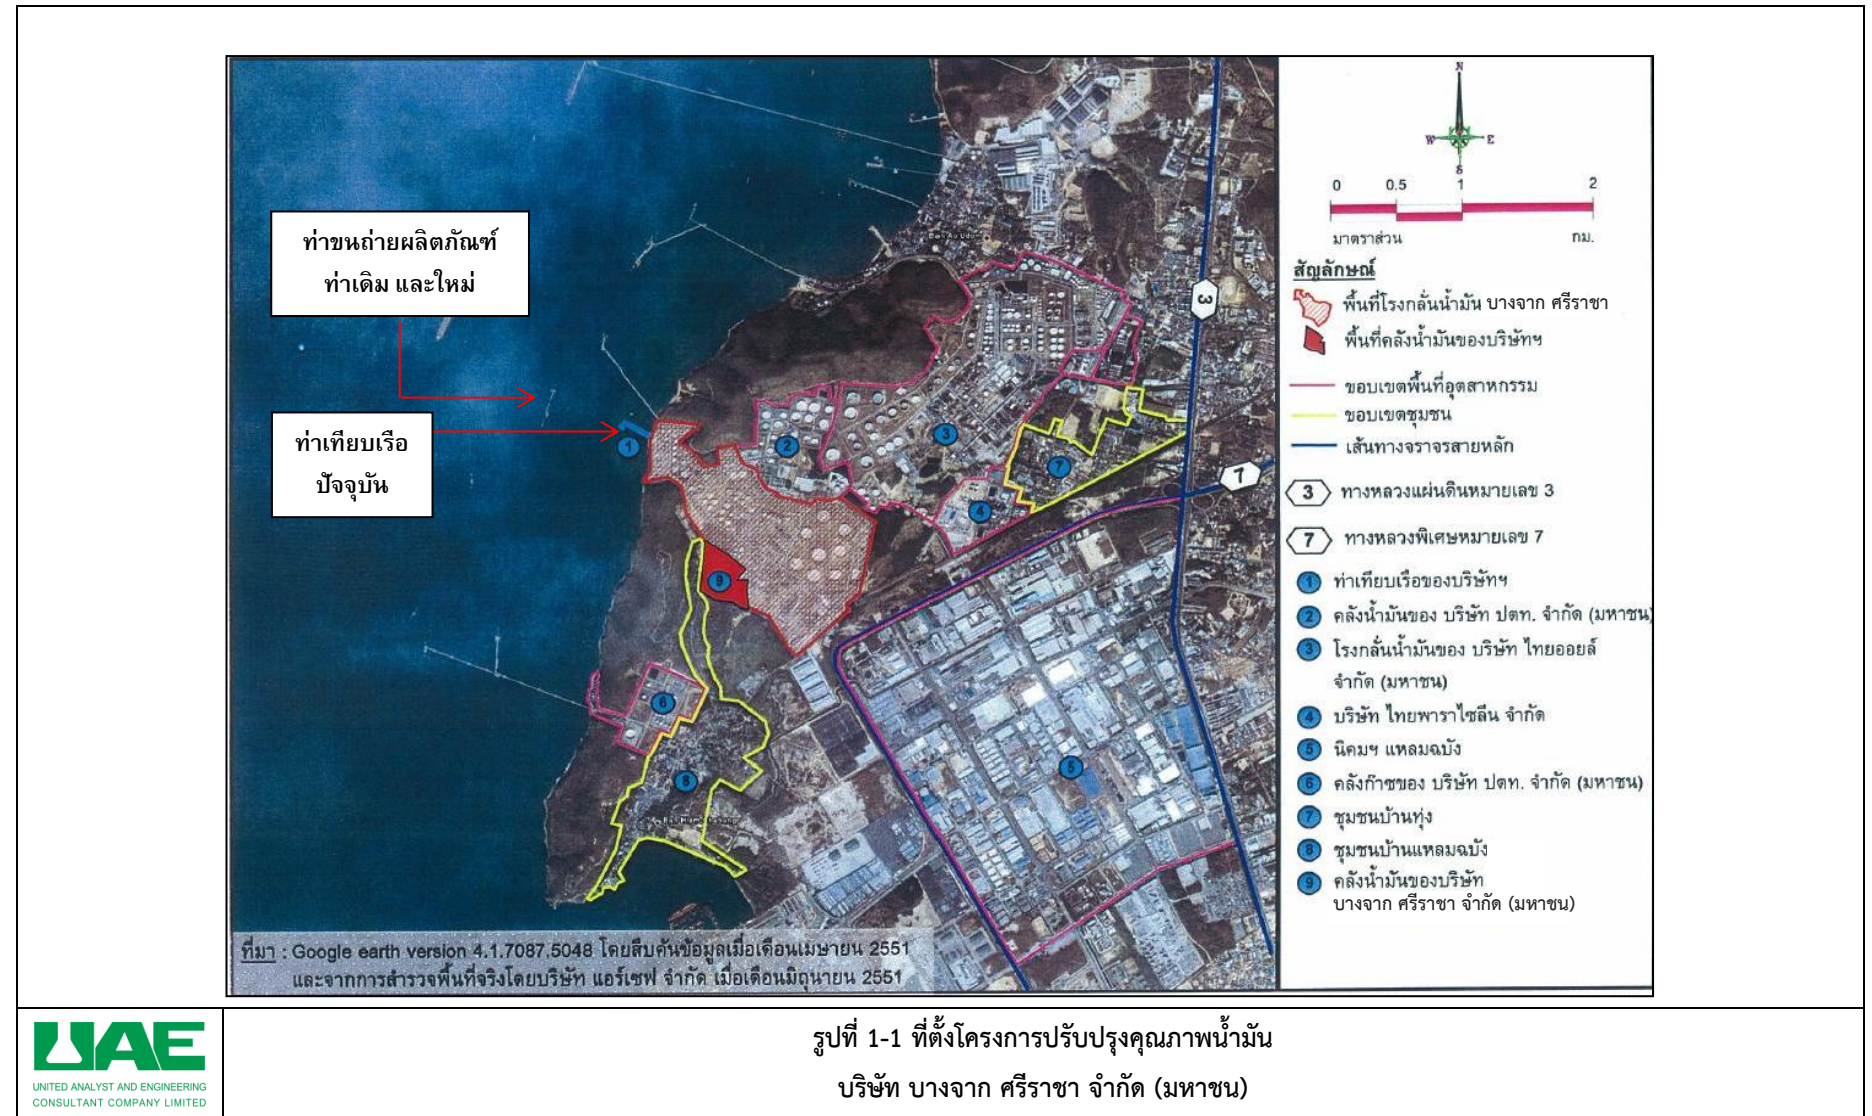 ท่าขนถ่ายผลิตภัณฑ์
ท่าเดิม และใหม่
ท่าเทียบเรือ
ปัจจุบัน
1
2
3
4
5
6
7
8
9
3
7
N
W
E
S
0 0.5 1 2
มาตราส่วน กม.
สัญลักษณ์
พื้นที่โรงกลั่นน้ำมัน บางจาก ศรีราชา
พื้นที่คลังน้ำมันของบริษัทฯ
ขอบเขตพื้นที่อุตสาหกรรม
ขอบเขตชุมชน
เส้นทางจราจรสายหลัก
3 ทางหลวงแผ่นดินหมายเลข 3
7 ทางหลวงพิเศษหมายเลข 7
1 ท่าเทียบเรือของบริษัทฯ
2 คลังน้ำมันของ บริษัท ปตท. จำกัด (มหาชน)
3 โรงกลั่นน้ำมันของ บริษัท ไทยออยล์
จำกัด (มหาชน)
4 บริษัท ไทยพาราไซลีน จำกัด
5 นิคมฯ แหลมฉบัง
6 คลังก๊าซของ บริษัท ปตท. จำกัด (มหาชน)
7 ชุมชนบ้านทุ่ง
8 ชุมชนบ้านแหลมฉบัง
9 คลังน้ำมันของบริษัท
บางจาก ศรีราชา จำกัด (มหาชน)
ที่มา : Google earth version 4.1.7087.5048 โดยสืบค้นข้อมูลเมื่อเดือนเมษายน 2551
และจากการสำรวจพื้นที่จริงโดยบริษัท แอร์เซฟ จำกัด เมื่อเดือนมิถุนายน 2551
UAE
UNITED ANALYST AND ENGINEERING
CONSULTANT COMPANY LIMITED
รูปที่ 1-1 ที่ตั้งโครงการปรับปรุงคุณภาพน้ำมัน
บริษัท บางจาก ศรีราชา จำกัด (มหาชน)